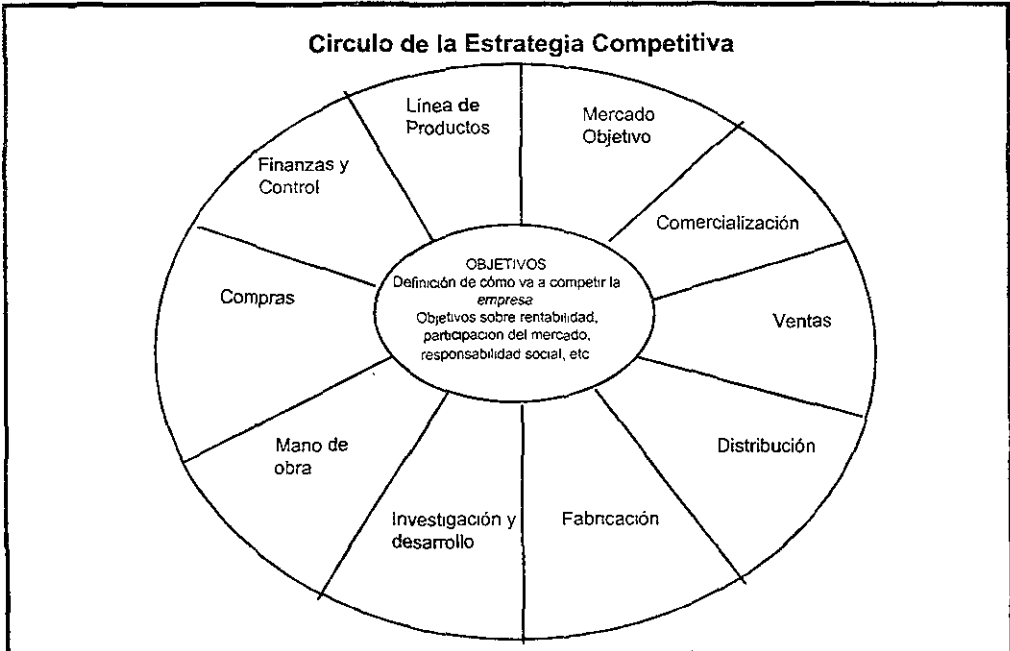 Circulo de la Estrategia Competitiva
Línea de
Productos
Mercado
Objetivo
Finanzas y
Control
Comercialización
OBJETIVOS
Definición de cómo va a competir la
empresa
Objetivos sobre rentabilidad,
participacion del mercado,
responsabilidad social, etc
Compras
Ventas
Mano de
obra
Distribución
Investigación y
desarrollo
Fabricación